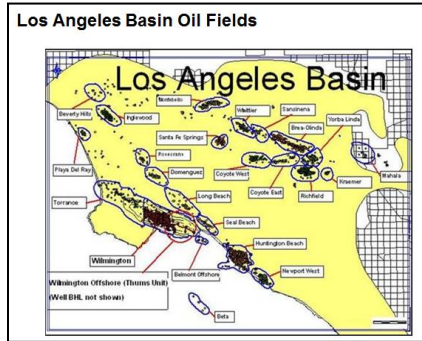 Los Angeles Basin Oil Fields
Los Angeles Basin
Montebello
Beverly Hills
Inglewood
Whittier
Sansinena
Yorba Linda
Brea-Olinda
Santa Fe Springs
Playa Del Ray
Rosecrans
Domenguez
Coyote West
Coyote East
Mahala
Kraemer
Richfield
Torrance
Long Beach
Seal Beach
Huntington Beach
Wilmington
Belmont Offshore
Newport West
Wilmington Offshore (Thums Unit)
(Well BHL not shown)
Beta